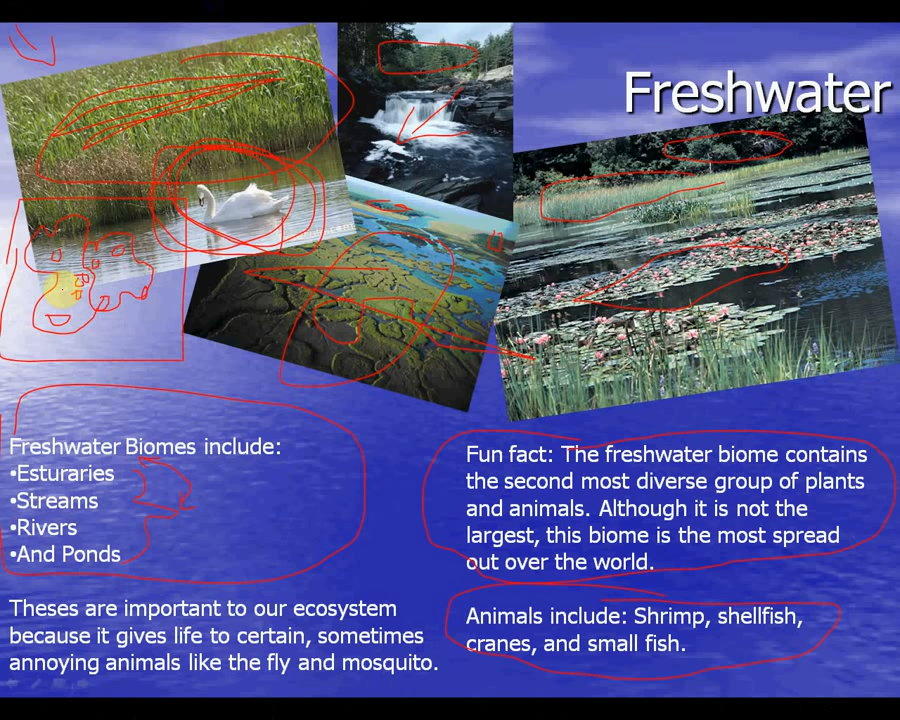 Freshwater
Freshwater Biomes include:
•Esturaries
•Streams
•Rivers
•And Ponds
Theses are important to our ecosystem
because it gives life to certain, sometimes
annoying animals like the fly and mosquito.
Fun fact: The freshwater biome contains
the second most diverse group of plants
and animals. Although it is not the
largest, this biome is the most spread
out over the world.
Animals include: Shrimp, shellfish,
cranes, and small fish.